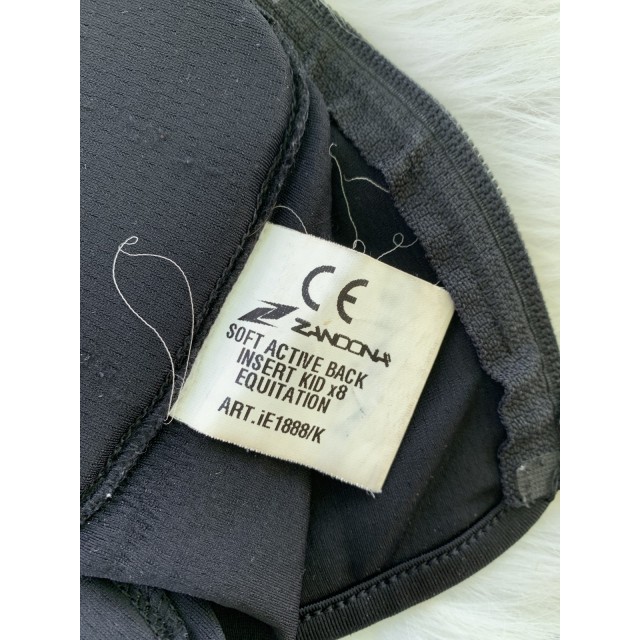 CE
ZANDONA
SOFT ACTIVE BACK
INSERT KID x8
EQUITATION
ART.iE1888/K